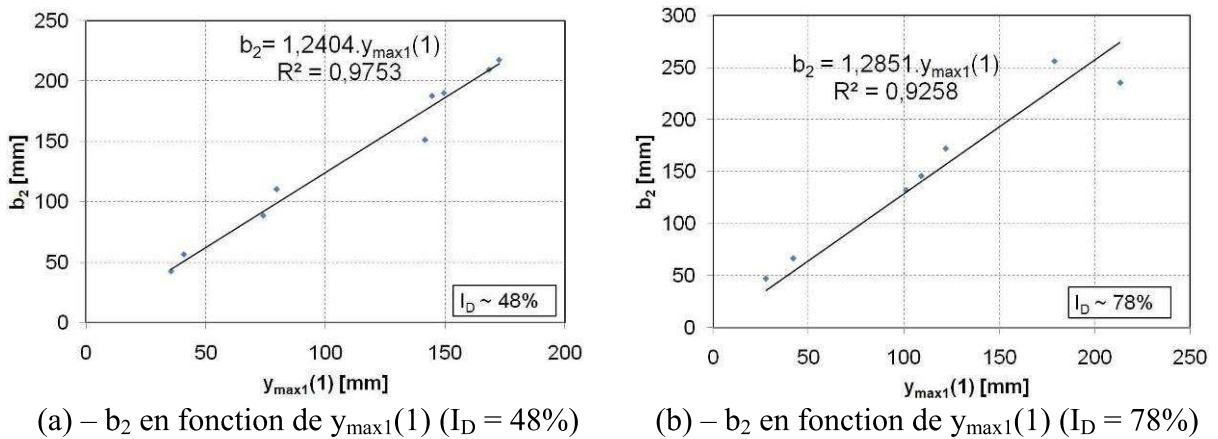 250
200
150
100
50
0
b₂ [mm]
b₂= 1,2404.yₘₐₓ₁(1)
R² = 0,9753
I_D ~ 48%
0 50 100 150 200
yₘₐₓ₁(1) [mm]
(a) – b₂ en fonction de yₘₐₓ₁(1) (I_D = 48%)
300
250
200
150
100
50
0
b₂ [mm]
b₂ = 1,2851.yₘₐₓ₁(1)
R² = 0,9258
I_D ~ 78%
0 50 100 150 200 250
yₘₐₓ₁(1) [mm]
(b) – b₂ en fonction de yₘₐₓ₁(1) (I_D = 78%)